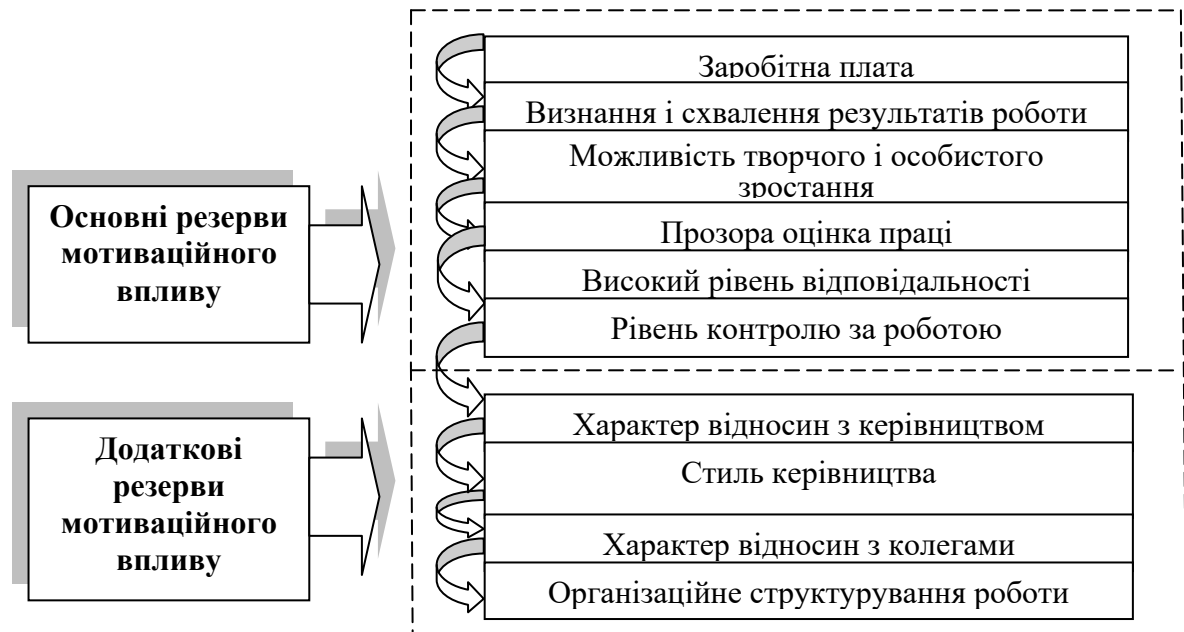 Заробітна плата
Визнання і схвалення результатів роботи
Можливість творчого і особистого
зростання
Прозора оцінка праці
Високий рівень відповідальності
Рівень контролю за роботою
Основні резерви
мотиваційного
впливу
Характер відносин з керівництвом
Стиль керівництва
Характер відносин з колегами
Організаційне структурування роботи
Додаткові
резерви
мотиваційного
впливу